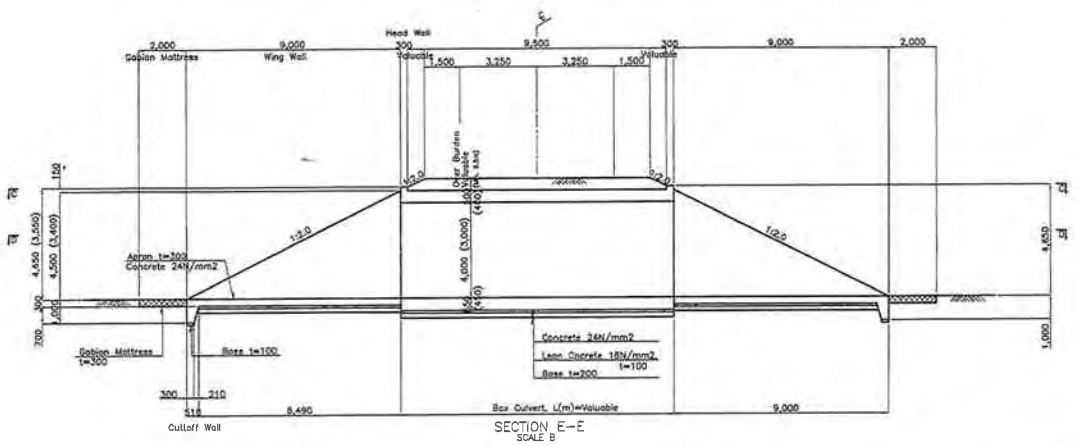 Head Wall
2,000 9,000 300 9,500 300 9,000 2,000
Gabion Mattress Wing Wall Valuable Valuable
1,500 3,250 3,250 1,500
150
Over Burden
Valuable
1:2.0 1:2.0
4,650 (3,600)
4,500 (3,400)
4,000 (3,000)
(400)
(450)
1:2.0 1:2.0
4,650
Apron t=300
Concrete 24N/mm2
300
1,000
700
1,000
Gabion Mattress
t=300
Base t=100
Concrete 24N/mm2
Lean Cocrete 18N/mm2
t=100
Base t=200
300 210
510 8,490 Box Culvert, L(m)=Valuable 9,000
Cutoff Wall
SECTION E-E
SCALE B